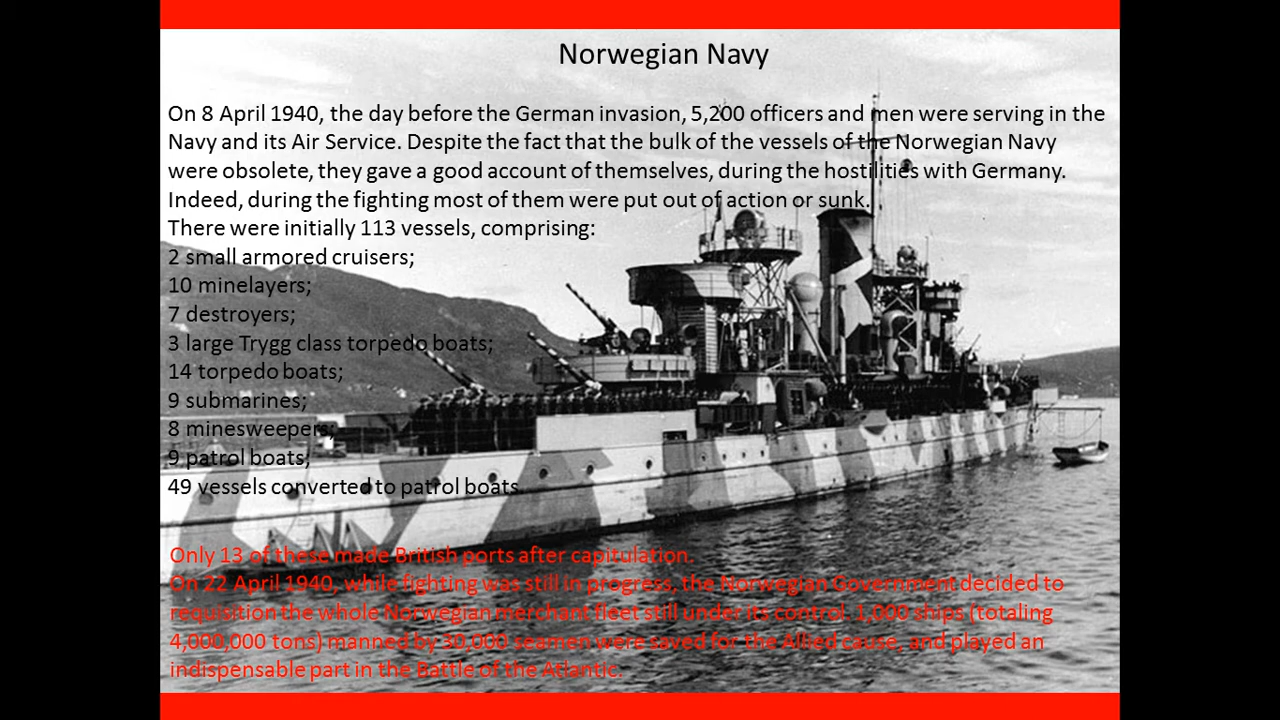 Norwegian Navy
On 8 April 1940, the day before the German invasion, 5,200 officers and men were serving in the
Navy and its Air Service. Despite the fact that the bulk of the vessels of the Norwegian Navy
were obsolete, they gave a good account of themselves, during the hostilities with Germany.
Indeed, during the fighting most of them were put out of action or sunk.
There were initially 113 vessels, comprising:
2 small armored cruisers;
10 minelayers;
7 destroyers;
3 large Trygg class torpedo boats;
14 torpedo boats;
9 submarines;
8 minesweepers;
9 patrol boats;
49 vessels converted to patrol boats.
Only 13 of these made British ports after capitulation.
On 22 April 1940, while fighting was still in progress, the Norwegian Government decided to
requisition the whole Norwegian merchant fleet still under its control. 1,000 ships (totaling
4,000,000 tons) manned by 30,000 seamen were saved for the Allied cause, and played an
indispensable part in the Battle of the Atlantic.